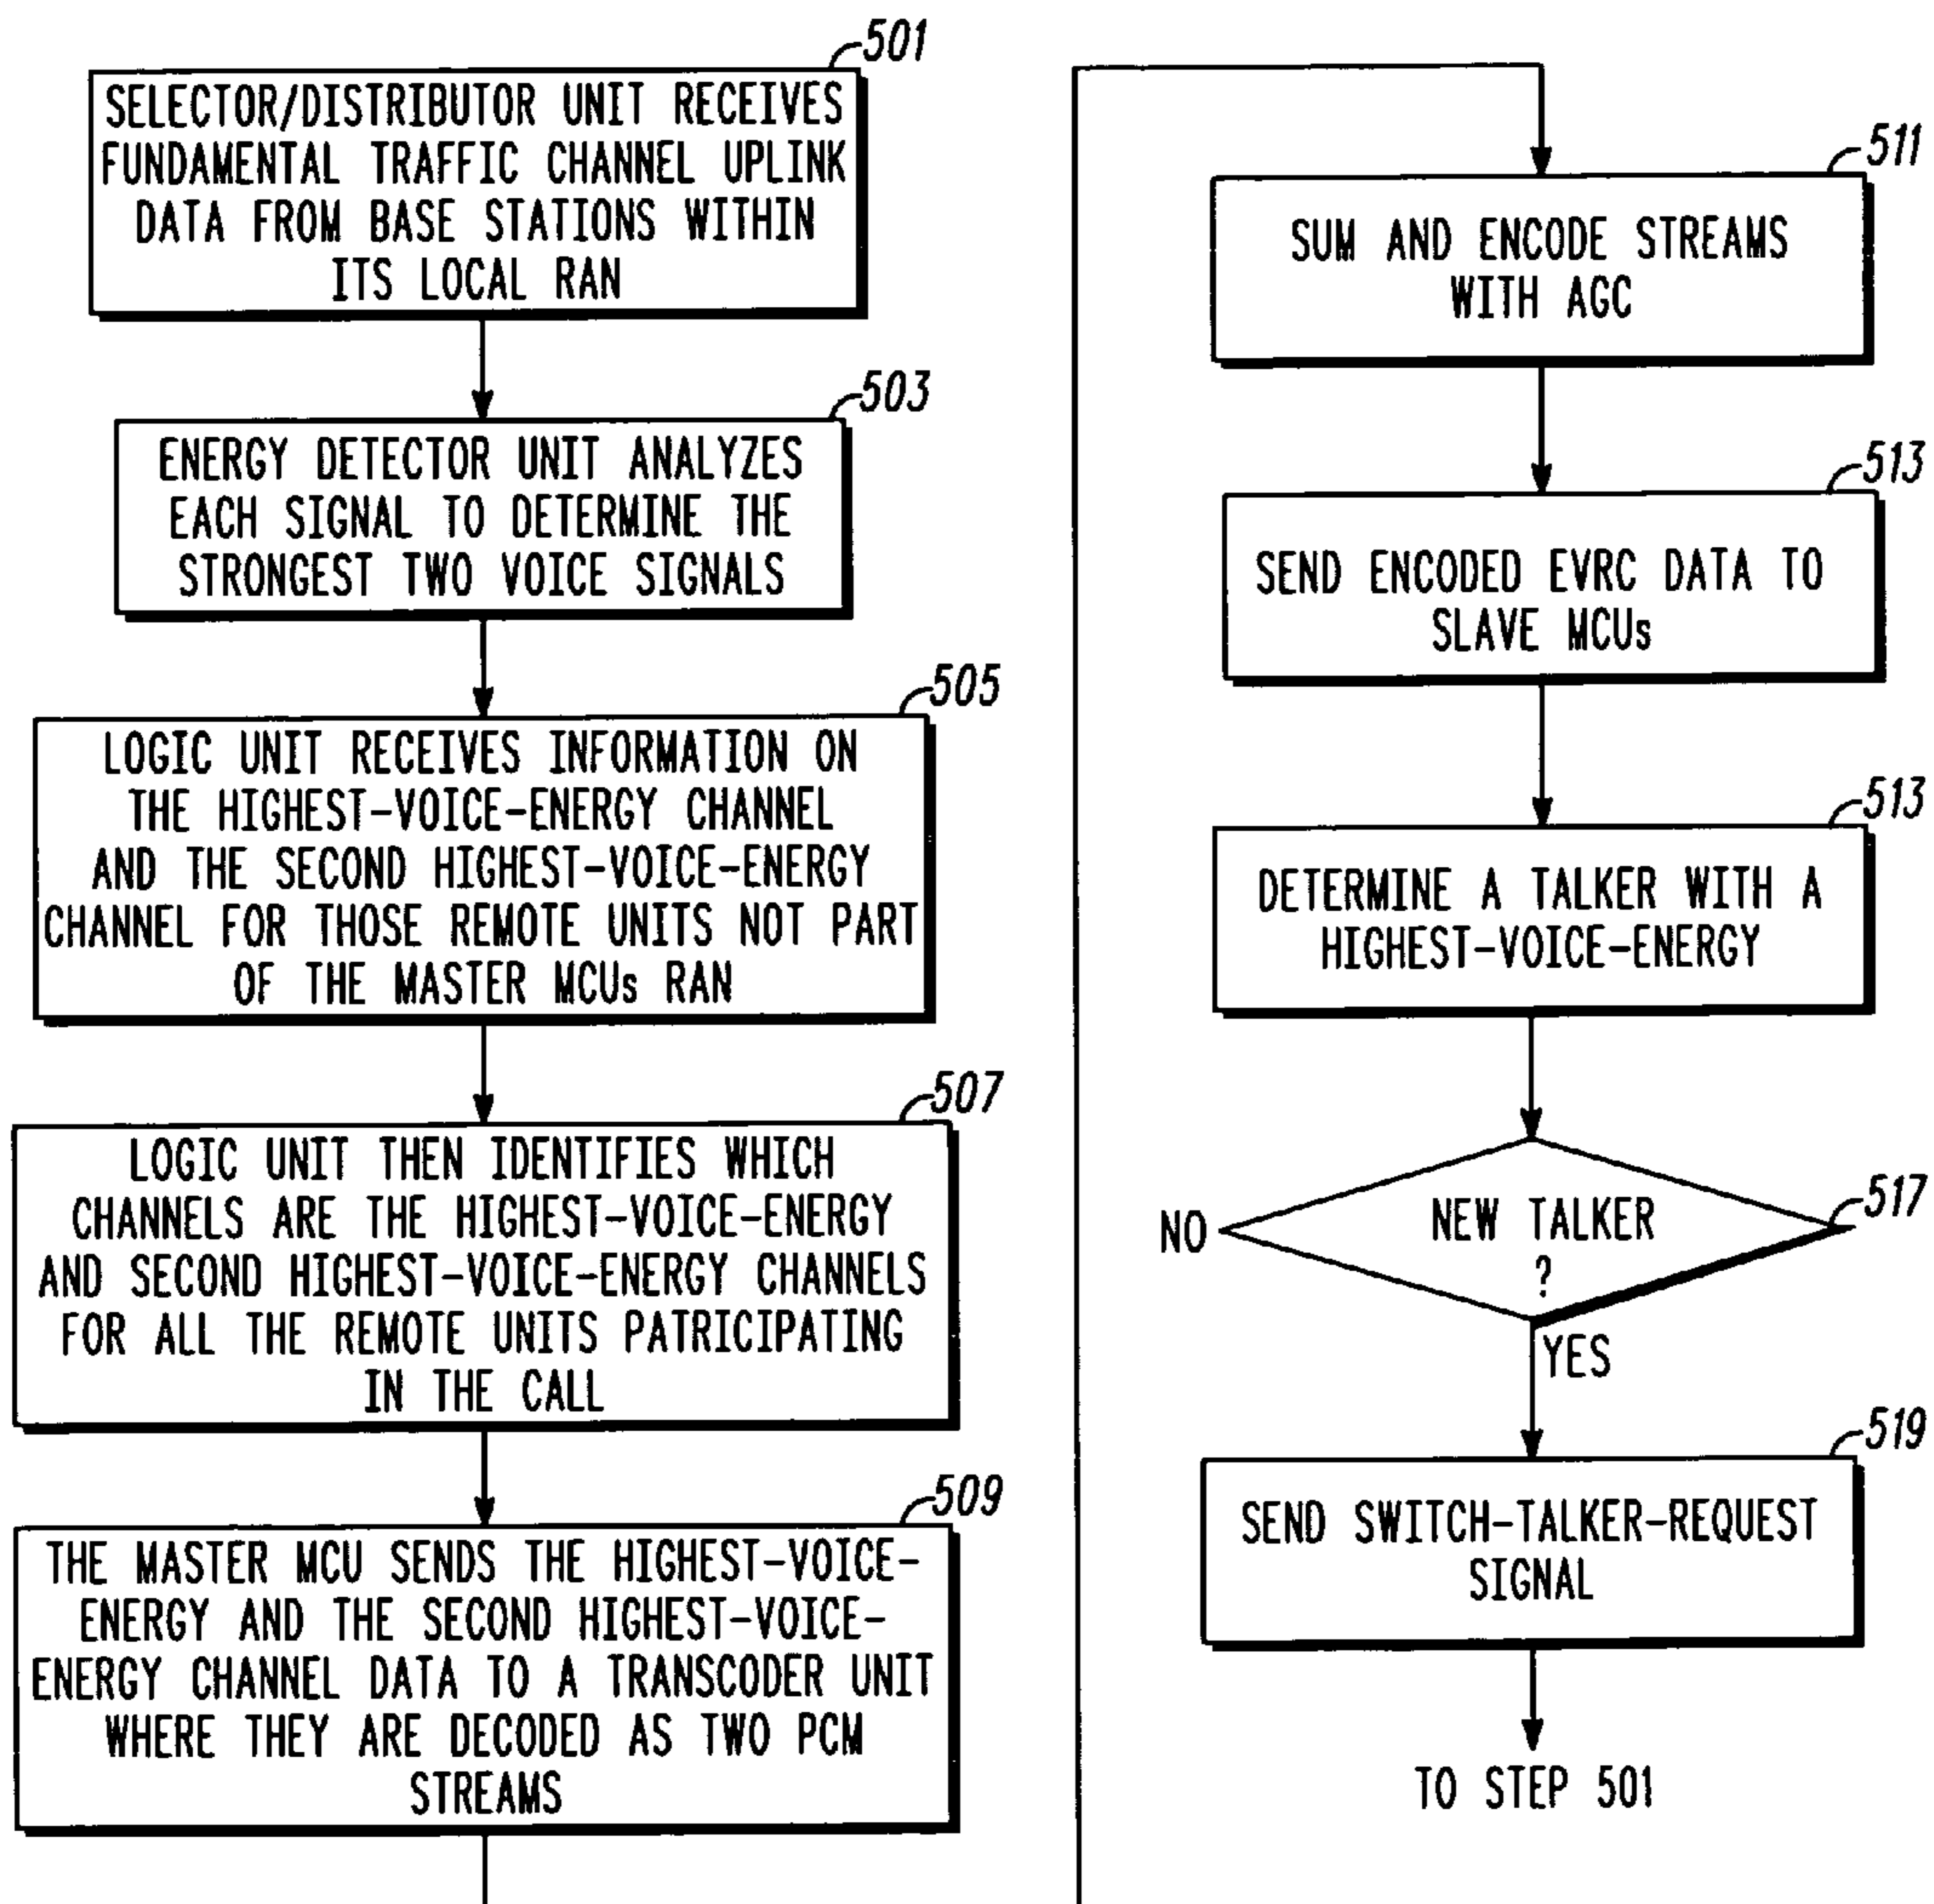 501
SELECTOR/DISTRIBUTOR UNIT RECEIVES
FUNDAMENTAL TRAFFIC CHANNEL UPLINK
DATA FROM BASE STATIONS WITHIN
ITS LOCAL RAN
503
ENERGY DETECTOR UNIT ANALYZES
EACH SIGNAL TO DETERMINE THE
STRONGEST TWO VOICE SIGNALS
505
LOGIC UNIT RECEIVES INFORMATION ON
THE HIGHEST-VOICE-ENERGY CHANNEL
AND THE SECOND HIGHEST-VOICE-ENERGY
CHANNEL FOR THOSE REMOTE UNITS NOT PART
OF THE MASTER MCUs RAN
507
LOGIC UNIT THEN IDENTIFIES WHICH
CHANNELS ARE THE HIGHEST-VOICE-ENERGY
AND SECOND HIGHEST-VOICE-ENERGY CHANNELS
FOR ALL THE REMOTE UNITS PATRICIPATING
IN THE CALL
509
THE MASTER MCU SENDS THE HIGHEST-VOICE-
ENERGY AND THE SECOND HIGHEST-VOICE-
ENERGY CHANNEL DATA TO A TRANSCODER UNIT
WHERE THEY ARE DECODED AS TWO PCM
STREAMS
511
SUM AND ENCODE STREAMS
WITH AGC
513
SEND ENCODED EVRC DATA TO
SLAVE MCUs
513
DETERMINE A TALKER WITH A
HIGHEST-VOICE-ENERGY
517
NO
NEW TALKER
?
YES
519
SEND SWITCH-TALKER-REQUEST
SIGNAL
TO STEP 501